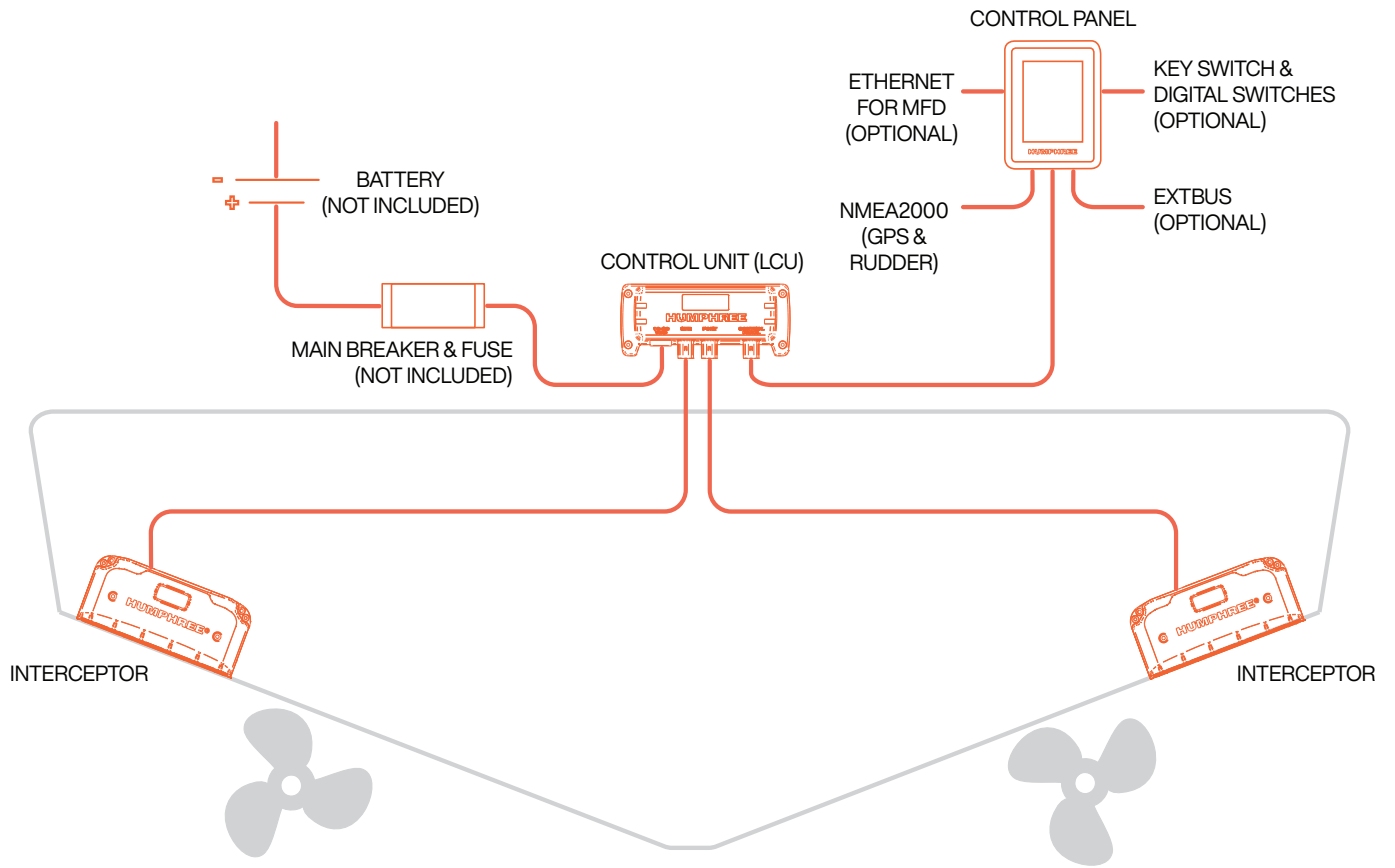 CONTROL PANEL
ETHERNET
FOR MFD
(OPTIONAL)
KEY SWITCH &
DIGITAL SWITCHES
(OPTIONAL)
HUMPHREE
- BATTERY
+ (NOT INCLUDED)
NMEA2000
(GPS &
RUDDER)
EXTBUS
(OPTIONAL)
CONTROL UNIT (LCU)
HUMPHREE
MAIN BREAKER & FUSE
(NOT INCLUDED)
HUMPHREE®
HUMPHREE®
INTERCEPTOR
INTERCEPTOR